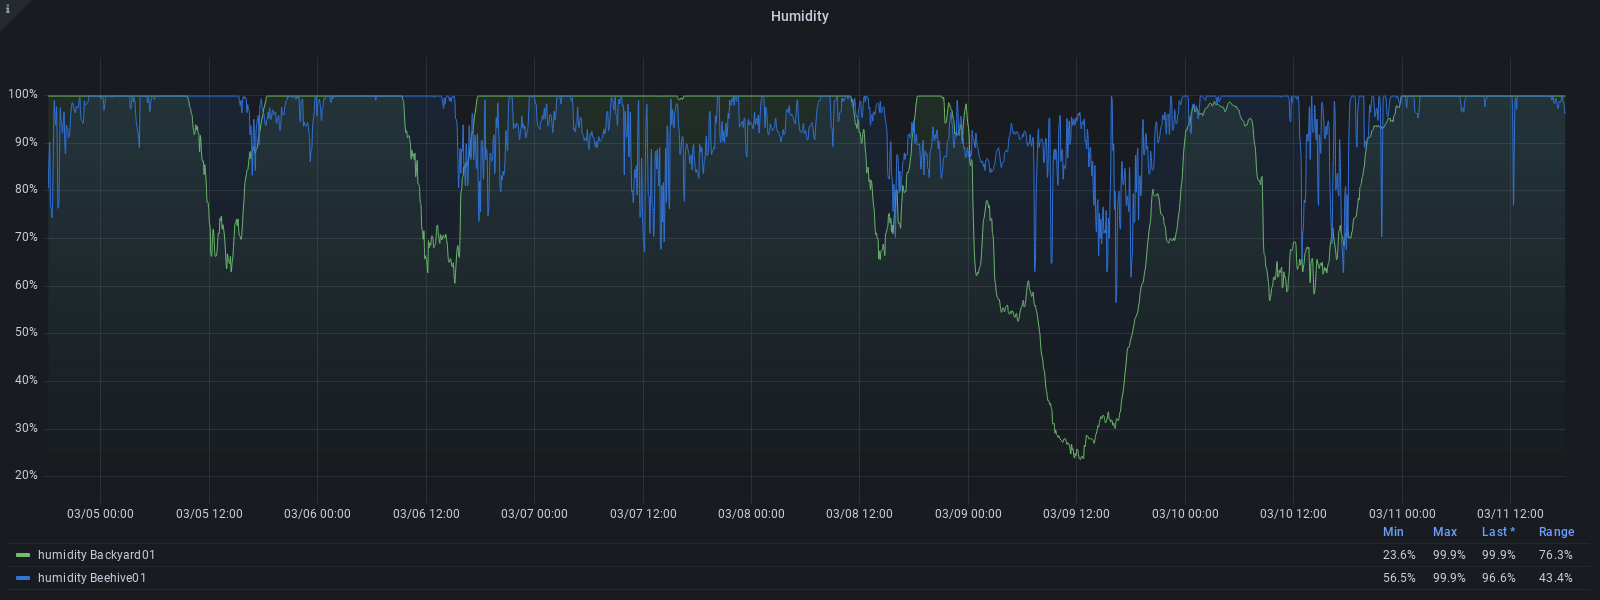 i
Humidity
100%
90%
80%
70%
60%
50%
40%
30%
20%
03/05 00:00 03/05 12:00 03/06 00:00 03/06 12:00 03/07 00:00 03/07 12:00 03/08 00:00 03/08 12:00 03/09 00:00 03/09 12:00 03/10 00:00 03/10 12:00 03/11 00:00 03/11 12:00
Min Max Last * Range
humidity Backyard01 23.6% 99.9% 99.9% 76.3%
humidity Beehive01 56.5% 99.9% 96.6% 43.4%